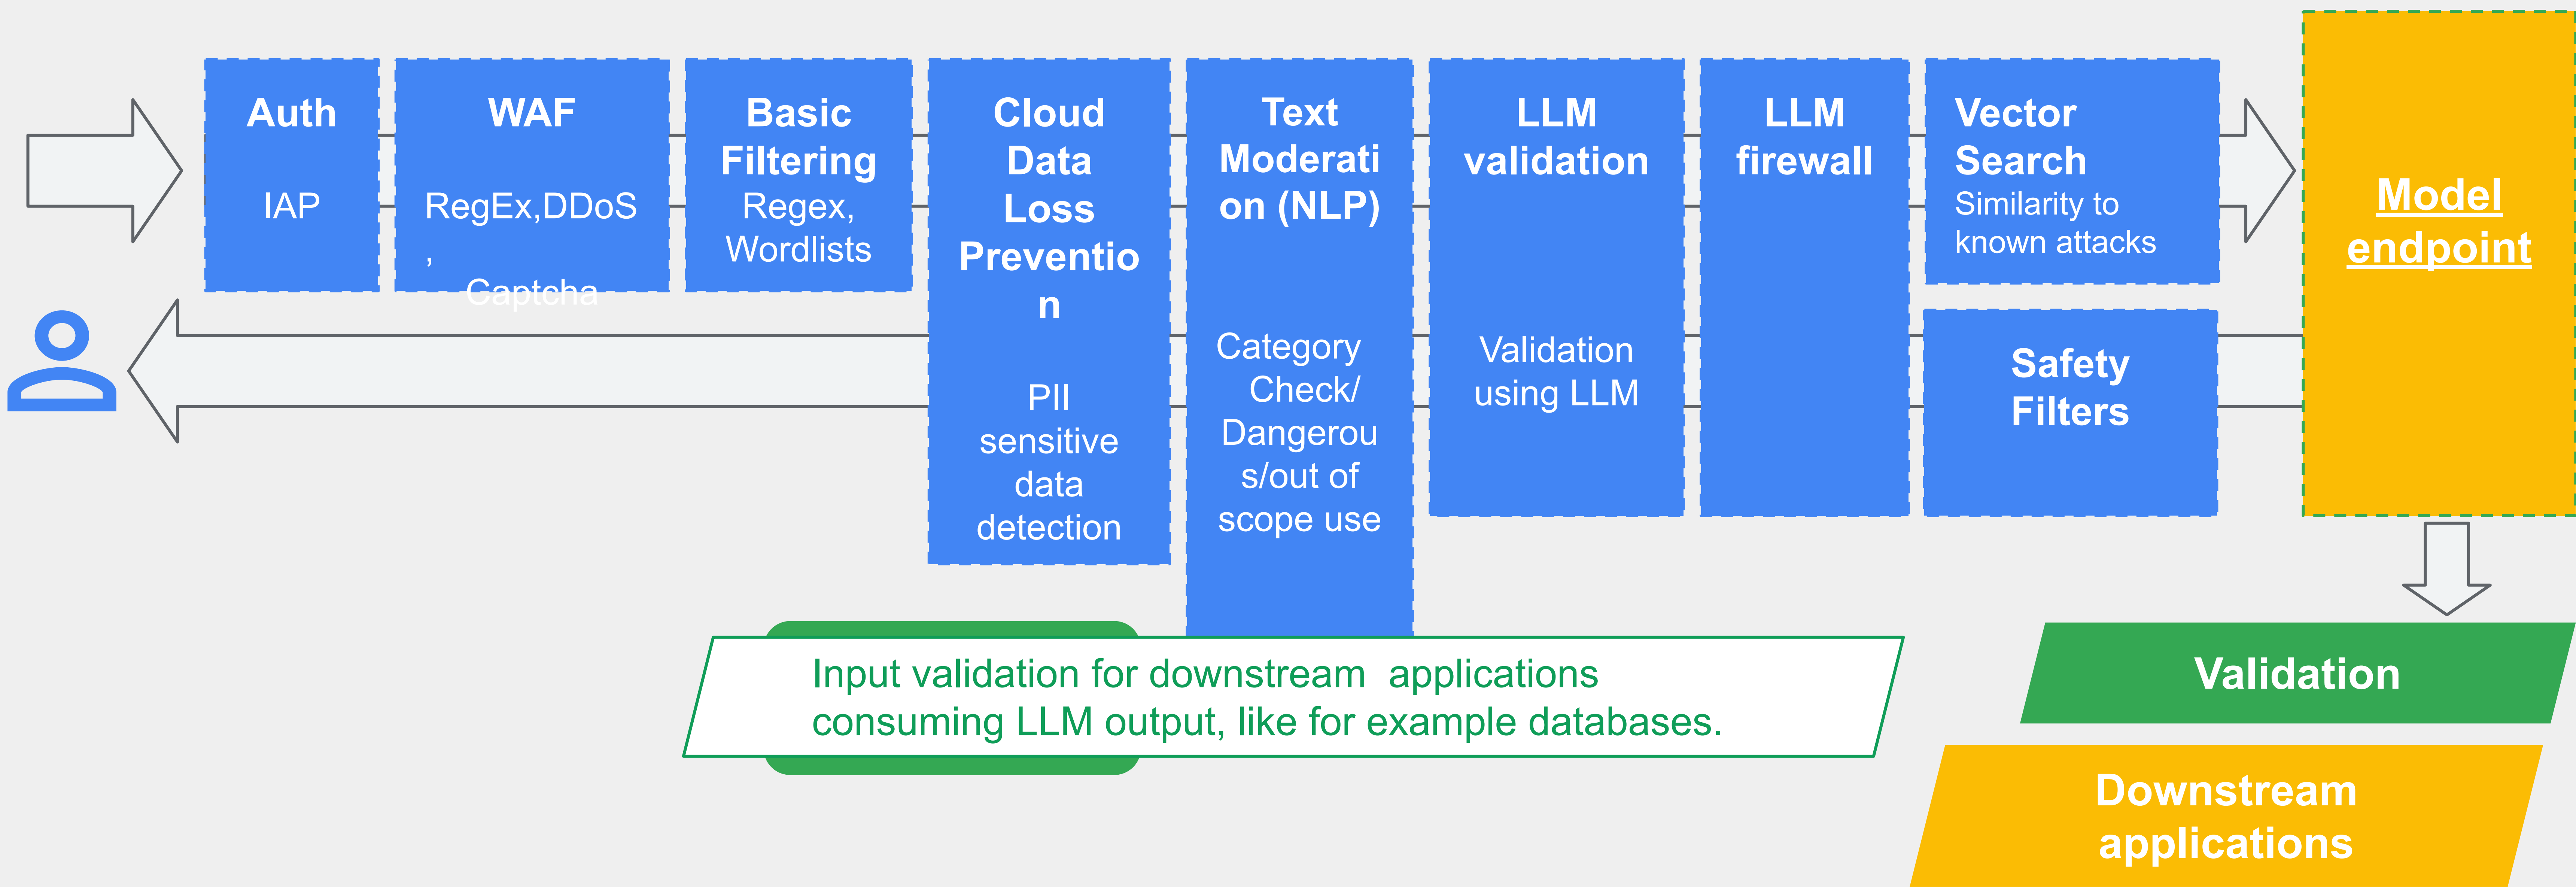 Auth
IAP
WAF
RegEx,DDoS
,
Captcha
Basic
Filtering
Regex,
Wordlists
Cloud
Data
Loss
Preventio
n
PII
sensitive
data
detection
Text
Moderati
on (NLP)
Category
Check/
Dangerou
s/out of
scope use
LLM
validation
Validation
using LLM
LLM
firewall
Vector
Search
Similarity to
known attacks
Safety
Filters
Model
endpoint
Input validation for downstream  applications
consuming LLM output, like for example databases.
Validation
Downstream
applications